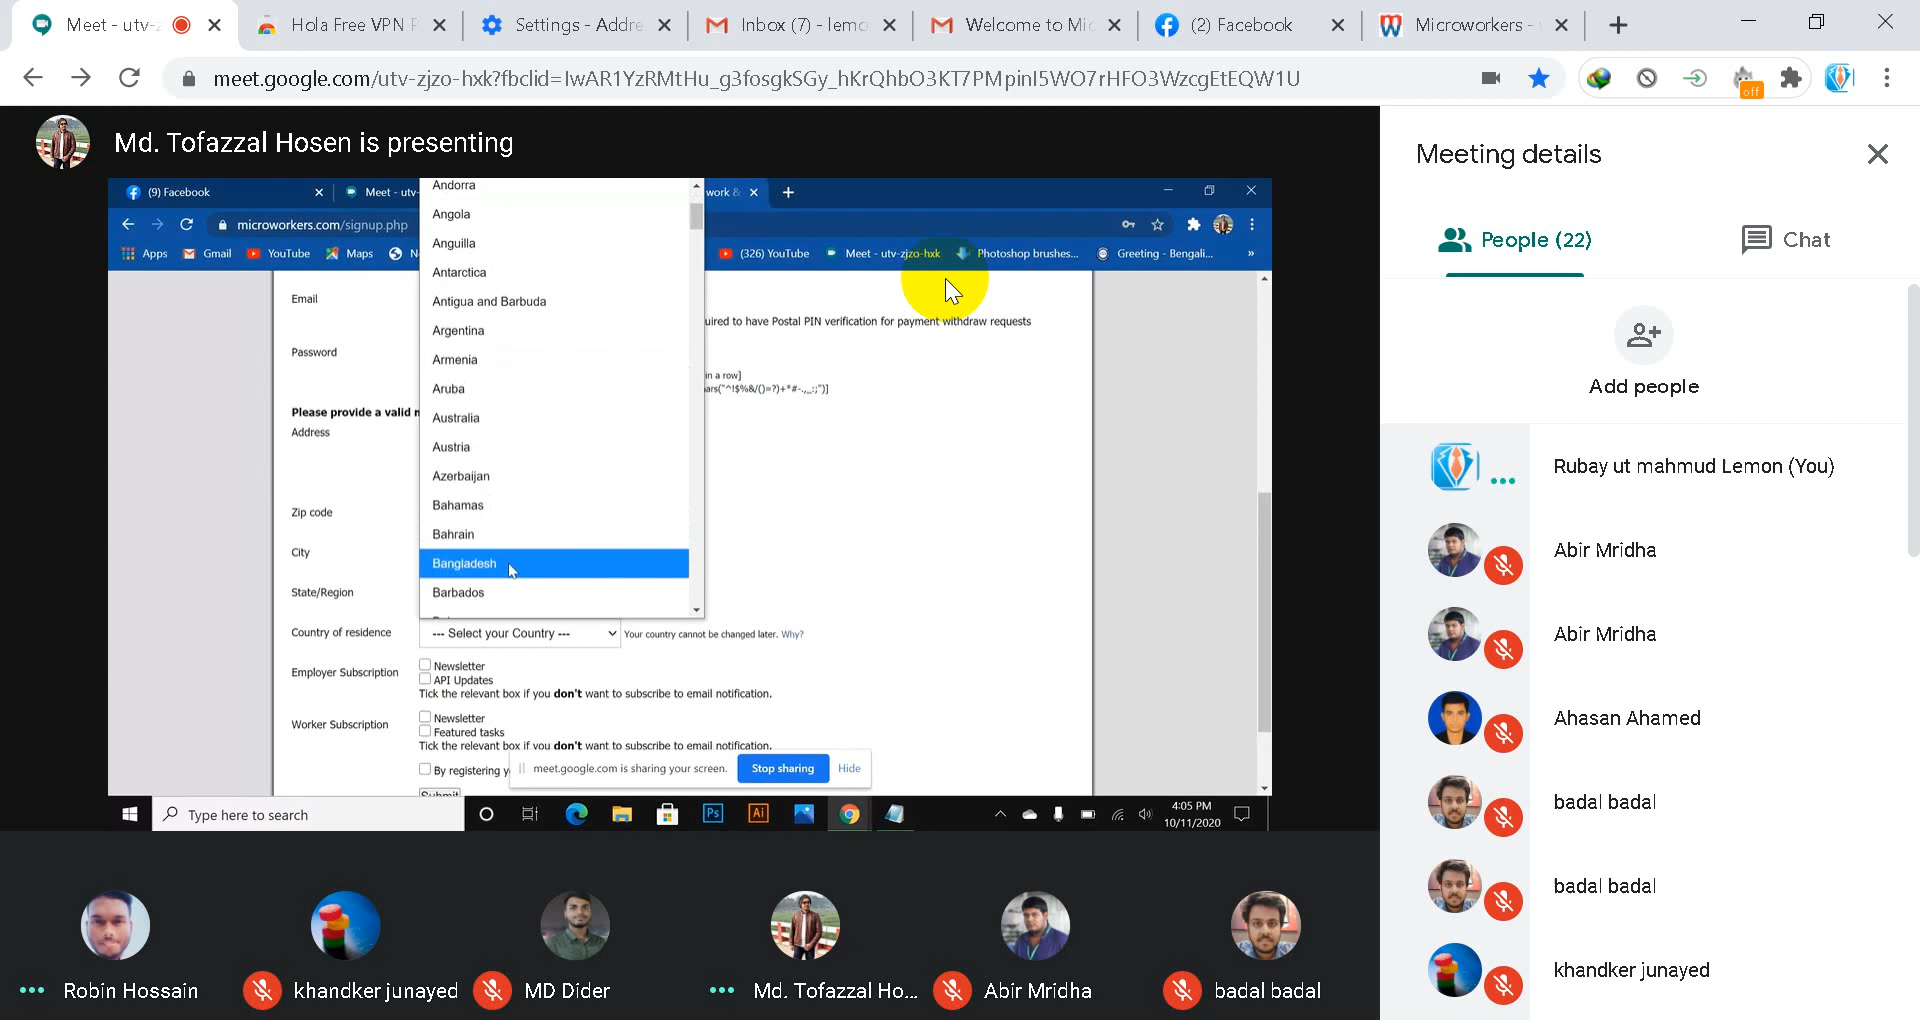 Meet - utv-z
Hola Free VPN P
Settings - Addre
Inbox (7) - lemo
Welcome to Mic
(2) Facebook
Microworkers -
meet.google.com/utv-zjzo-hxk?fbclid=IwAR1YzRMtHu_g3fosgkSGy_hKrQhbO3KT7PMpinI5WO7rHFO3WzcgEtEQW1U
off
Md. Tofazzal Hosen is presenting
(9) Facebook
Meet - utv-
work &
microworkers.com/signup.php
Apps
Gmail
YouTube
Maps
N
(326) YouTube
Meet - utv-zjzo-hxk
Photoshop brushes...
Greeting - Bengali...
»
Andorra
Angola
Anguilla
Antarctica
Antigua and Barbuda
Argentina
Armenia
Aruba
Australia
Austria
Azerbaijan
Bahamas
Bahrain
Bangladesh
Barbados
Email
uired to have Postal PIN verification for payment withdraw requests
Password
in a row]
Please provide a valid m
Address
Zip code
City
State/Region
Country of residence
--- Select your Country ---
Your country cannot be changed later. Why?
Employer Subscription
Newsletter
API Updates
Tick the relevant box if you don't want to subscribe to email notification.
Worker Subscription
Newsletter
Featured tasks
Tick the relevant box if you don't want to subscribe to email notification.
By registering y
Submit
meet.google.com is sharing your screen.
Stop sharing
Hide
Type here to search
Ps
Ai
4:05 PM
10/11/2020
Robin Hossain
khandker junayed
MD Dider
Md. Tofazzal Ho...
Abir Mridha
badal badal
Meeting details
People (22)
Chat
Add people
Rubay ut mahmud Lemon (You)
Abir Mridha
Abir Mridha
Ahasan Ahamed
badal badal
badal badal
khandker junayed